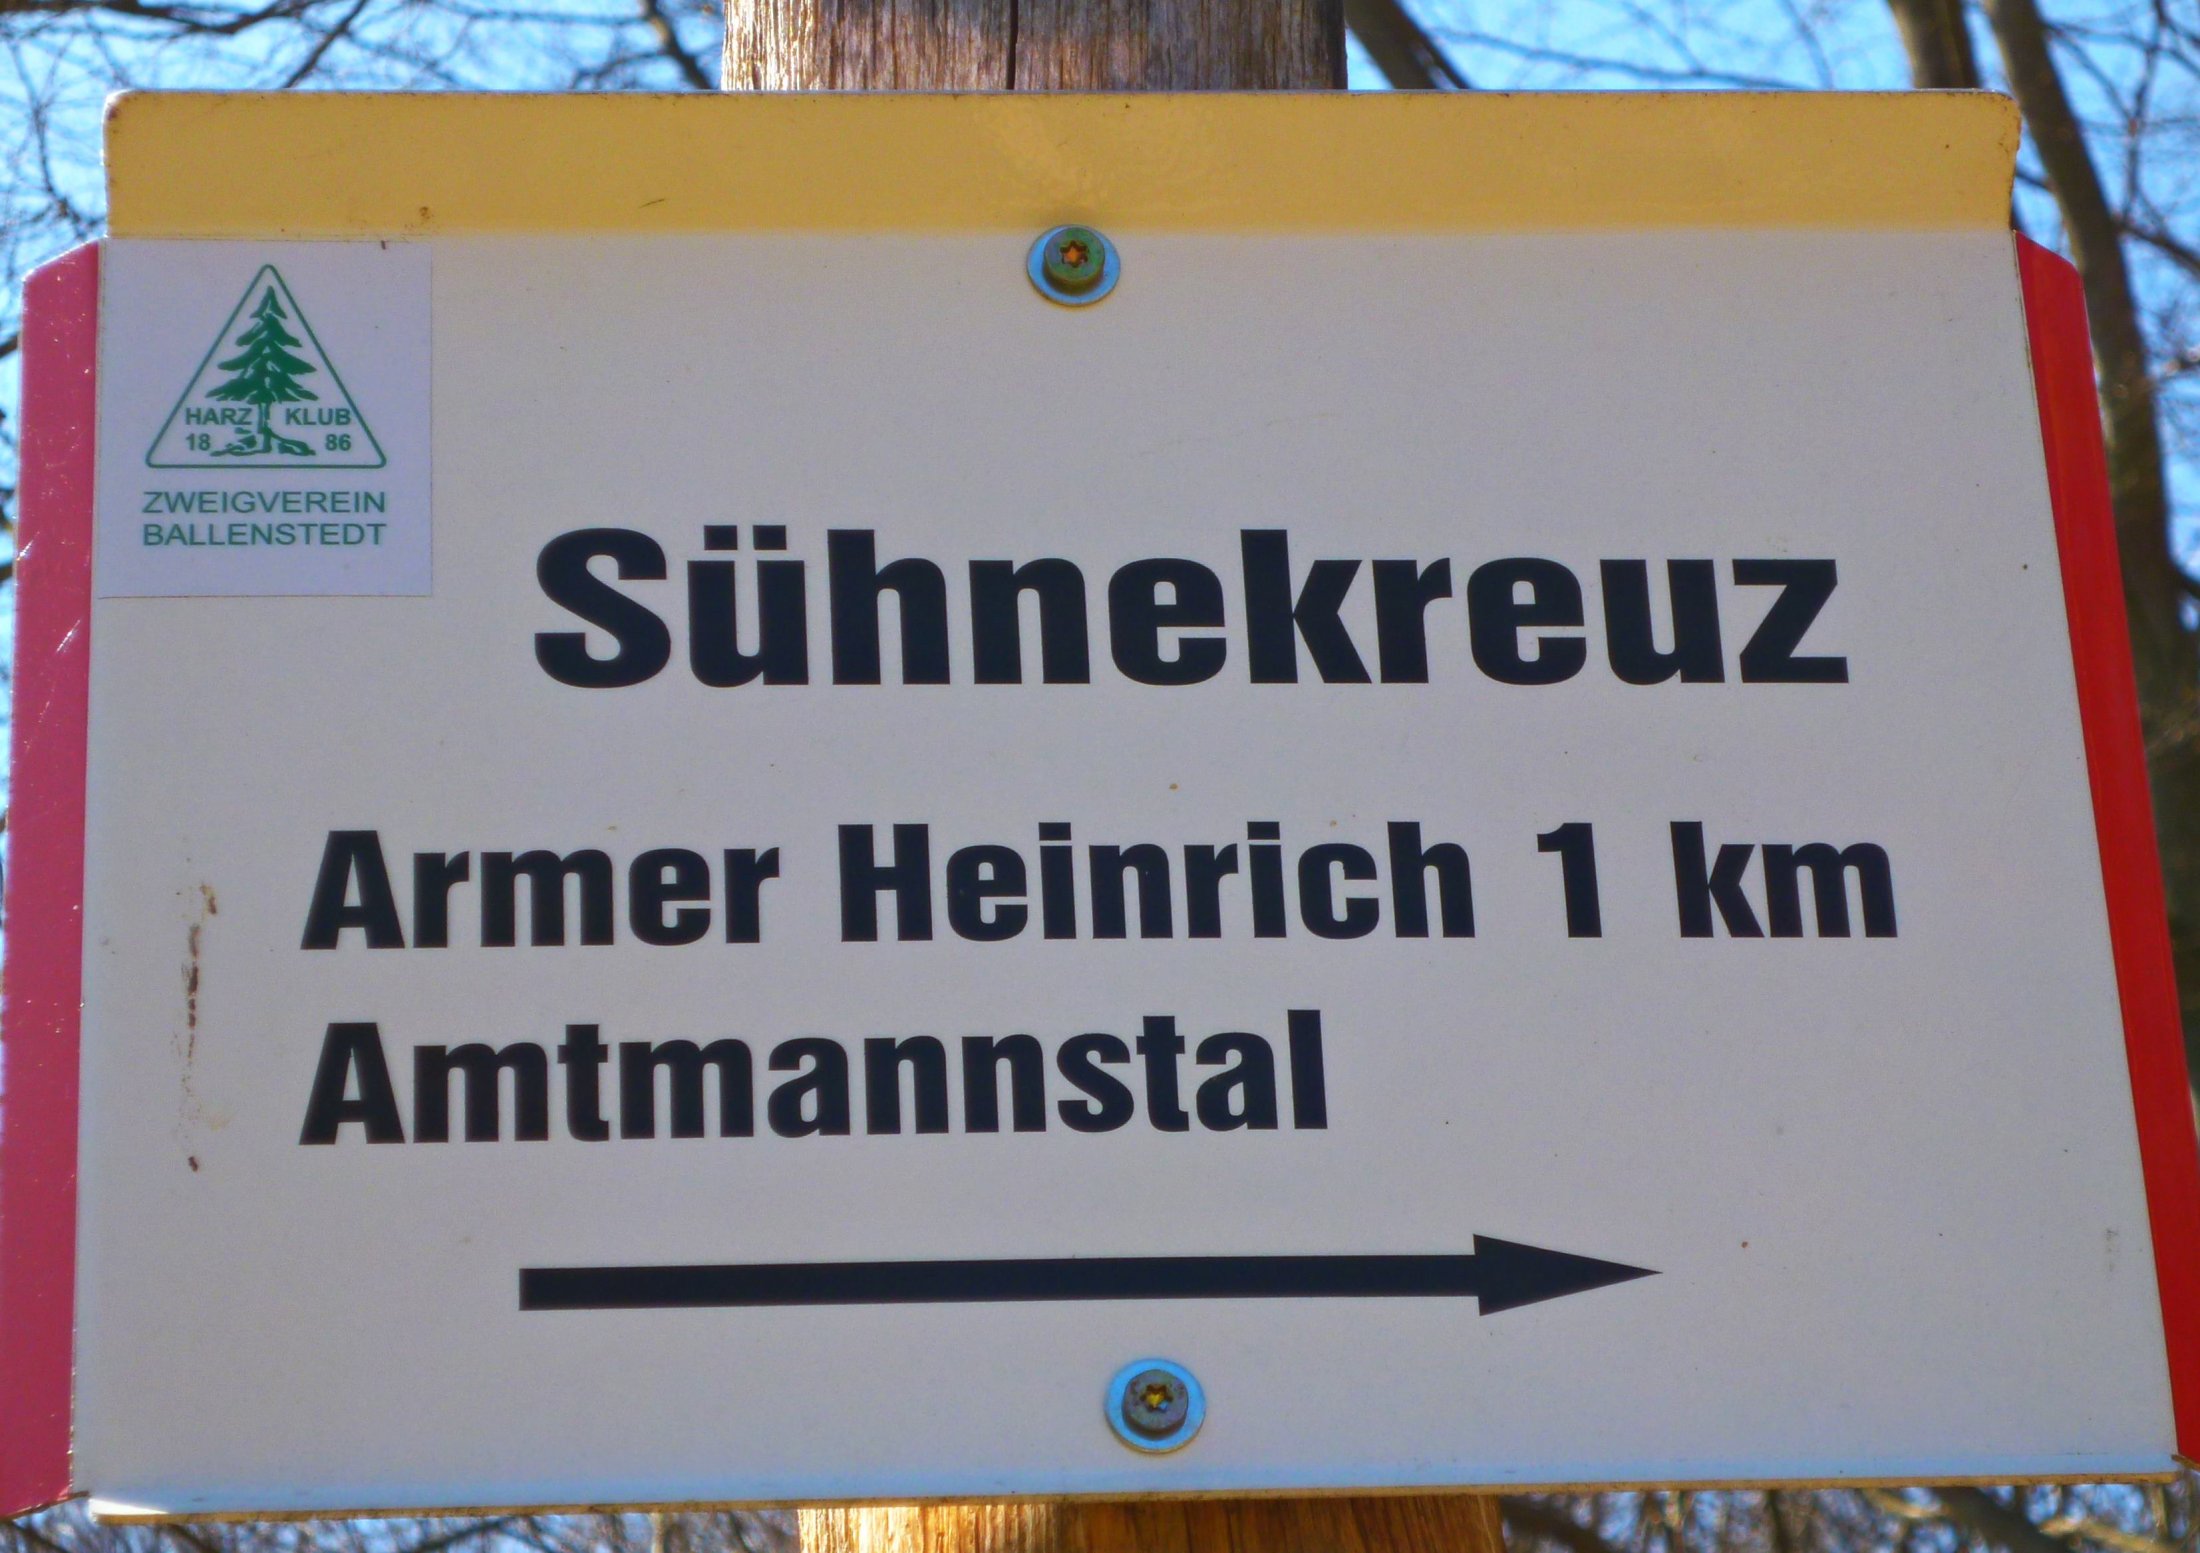 HARZ KLUB
18 86
ZWEIGVEREIN
BALLENSTEDT
Sühnekreuz
Armer Heinrich 1 km
Amtmannstal